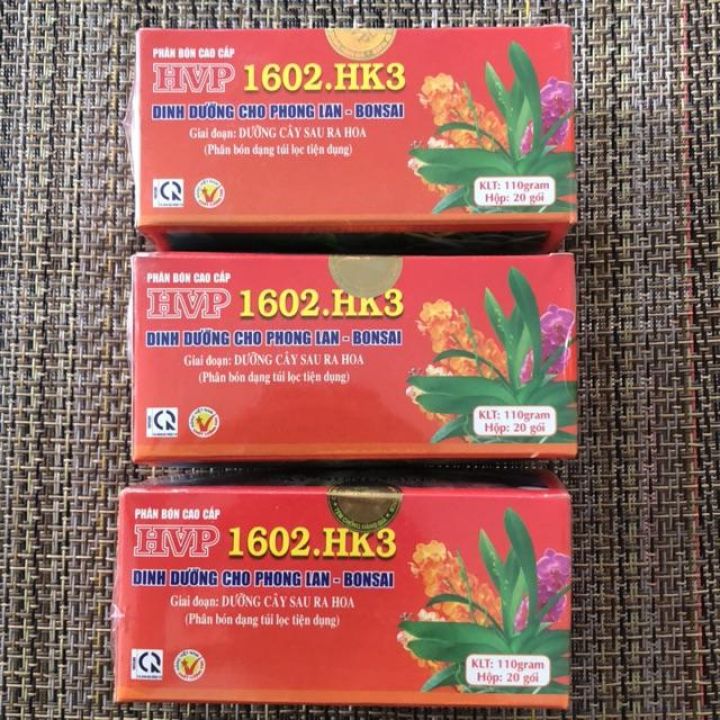 PHÂN BÓN CAO CẤP
HVP 1602.HK3
DINH DƯỠNG CHO PHONG LAN - BONSAI
Giai đoạn: DƯỠNG CÂY SAU RA HOA
(Phân bón dạng túi lọc tiện dụng)
KLT: 110gram
Hộp: 20 gói
PHÂN BÓN CAO CẤP
HVP 1602.HK3
DINH DƯỠNG CHO PHONG LAN - BONSAI
Giai đoạn: DƯỠNG CÂY SAU RA HOA
(Phân bón dạng túi lọc tiện dụng)
KLT: 110gram
Hộp: 20 gói
PHÂN BÓN CAO CẤP
HVP 1602.HK3
DINH DƯỠNG CHO PHONG LAN - BONSAI
Giai đoạn: DƯỠNG CÂY SAU RA HOA
(Phân bón dạng túi lọc tiện dụng)
KLT: 110gram
Hộp: 20 gói